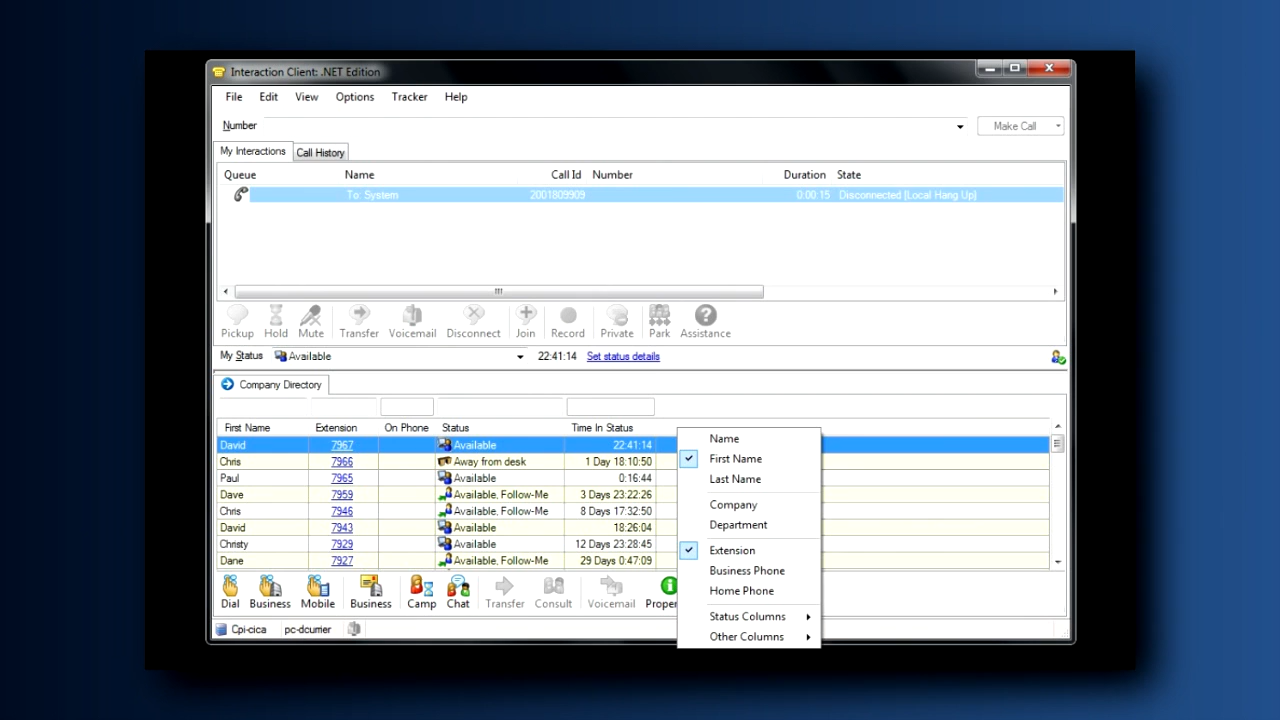 Interaction Client: .NET Edition
File Edit View Options Tracker Help
Number Make Call
My Interactions Call History
Queue Name Call Id Number Duration State
To: System 2001809909 0:00:15 Disconnected [Local Hang Up]
Pickup Hold Mute Transfer Voicemail Disconnect Join Record Private Park Assistance
My Status Available 22:41:14 Set status details
Company Directory
First Name Extension On Phone Status Time In Status
David 7967 Available 22:41:14
Chris 7966 Away from desk 1 Day 18:10:50
Paul 7965 Available 0:16:44
Dave 7959 Available, Follow-Me 3 Days 23:22:26
Chris 7946 Available, Follow-Me 8 Days 17:32:50
David 7943 Available 18:26:04
Christy 7929 Available 12 Days 23:28:45
Dane 7927 Available, Follow-Me 29 Days 0:47:09
Name
First Name
Last Name
Company
Department
Extension
Business Phone
Home Phone
Status Columns
Other Columns
Dial Business Mobile Business Camp Chat Transfer Consult Voicemail Proper
Cpi-cica pc-dcurrier